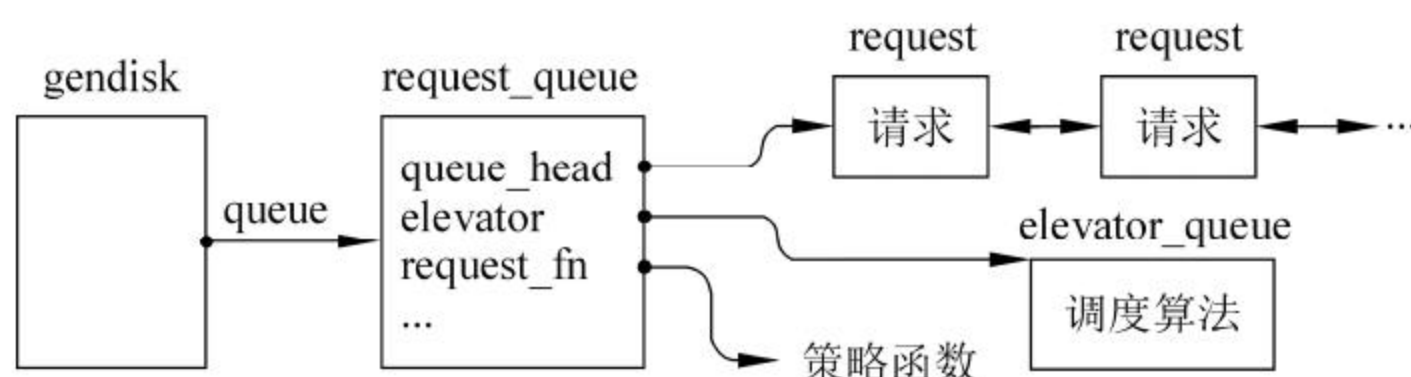 request
request
gendisk
request_queue
请求
请求
...
queue_head
queue
elevator
elevator_queue
request_fn
...
调度算法
策略函数